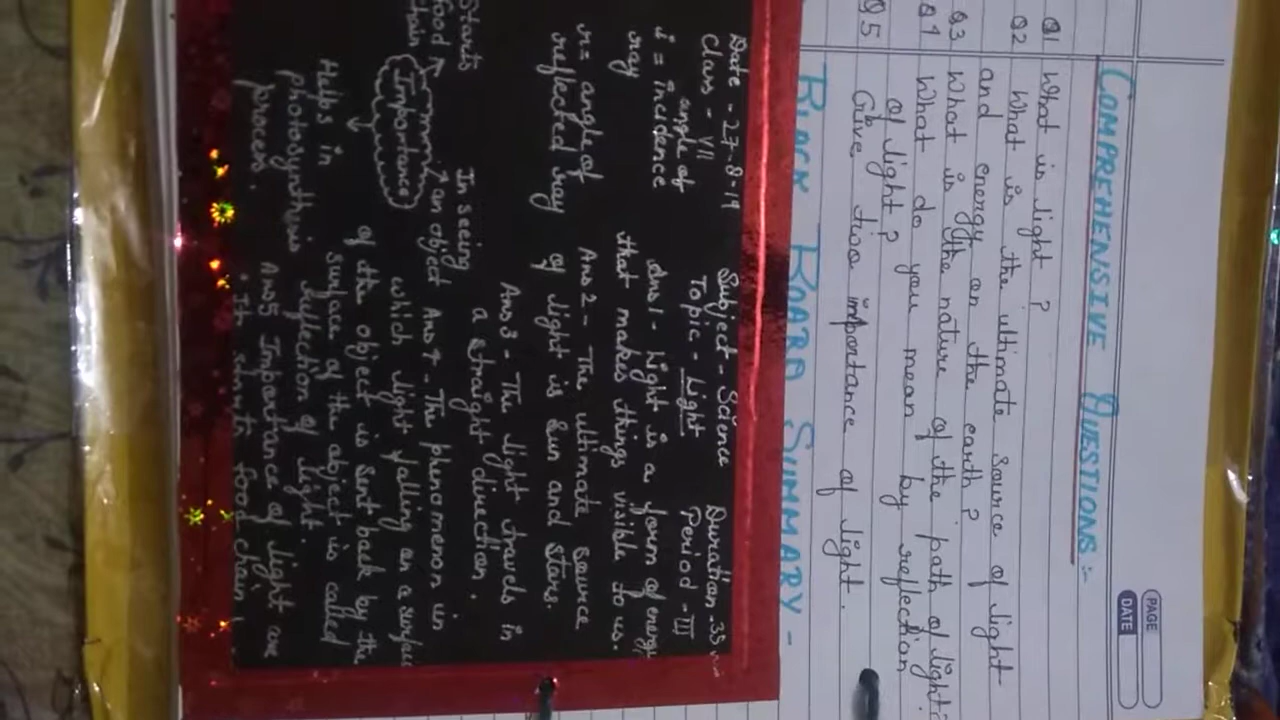 PAGE
DATE
COMPREHENSIVE QUESTIONS :-
Q1 What is light ?
Q2 What is the ultimate source of light
and energy on the earth ?
Q3 What is the nature of the path of light?
Q4 What do you mean by reflection
of light ?
Q5 Give two importance of light.
BLACK BOARD SUMMARY -
Date - 27-8-19 Subject - Science Duration - 35
Class - VII Topic - Light Period - III
i = angle of
incidence
ray
r = angle of
reflected ray
Ans1 - Light is a form of energy
that makes things visible to us.
Ans2 - The ultimate source
of light is sun and stars.
Ans3 - The light travels in
a straight direction.
Ans4 - The phenomenon in
which light falling on a surface
of the object is sent back by the
surface of the object is called
reflection of light
Ans5 Importance of light are
food chain
Starts
food
chain
In seeing
an object
Importance
Helps in
photosynthesis
process.